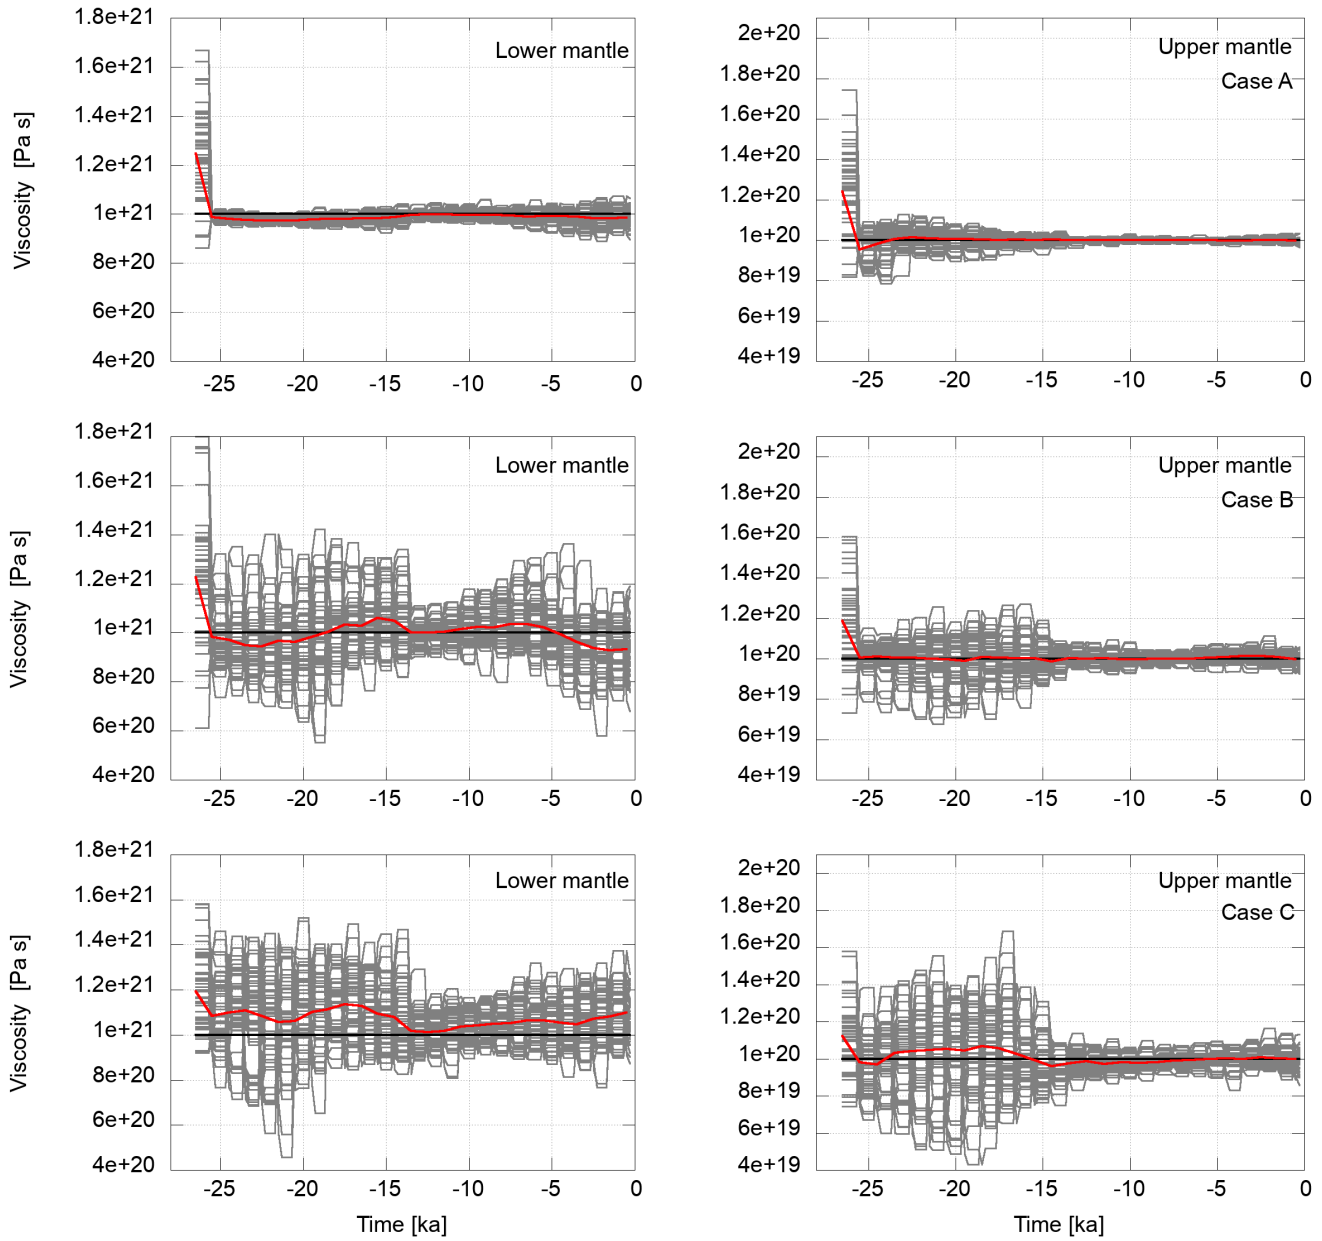 1.8e+21
1.6e+21
1.4e+21
1.2e+21
1e+21
8e+20
6e+20
4e+20
Viscosity [Pa s]
Lower mantle
-25 -20 -15 -10 -5 0
2e+20
1.8e+20
1.6e+20
1.4e+20
1.2e+20
1e+20
8e+19
6e+19
4e+19
Upper mantle
Case A
-25 -20 -15 -10 -5 0
1.8e+21
1.6e+21
1.4e+21
1.2e+21
1e+21
8e+20
6e+20
4e+20
Viscosity [Pa s]
Lower mantle
-25 -20 -15 -10 -5 0
2e+20
1.8e+20
1.6e+20
1.4e+20
1.2e+20
1e+20
8e+19
6e+19
4e+19
Upper mantle
Case B
-25 -20 -15 -10 -5 0
1.8e+21
1.6e+21
1.4e+21
1.2e+21
1e+21
8e+20
6e+20
4e+20
Viscosity [Pa s]
Lower mantle
-25 -20 -15 -10 -5 0
Time [ka]
2e+20
1.8e+20
1.6e+20
1.4e+20
1.2e+20
1e+20
8e+19
6e+19
4e+19
Upper mantle
Case C
-25 -20 -15 -10 -5 0
Time [ka]